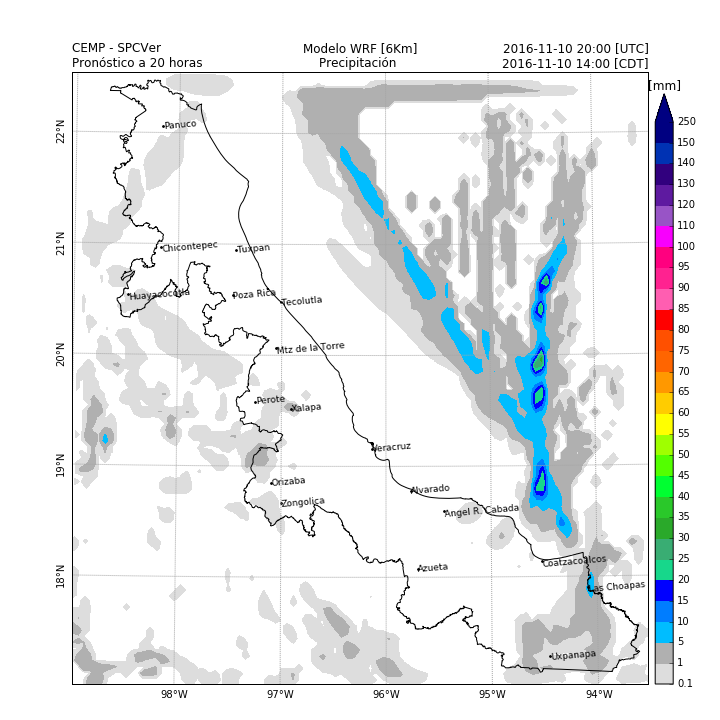 CEMP - SPCVer
Modelo WRF [6Km]
2016-11-10 20:00 [UTC]
Pronóstico a 20 horas
Precipitación
2016-11-10 14:00 [CDT]
[mm]
250
150
140
130
120
110
100
95
90
85
80
75
70
65
60
55
50
45
40
35
30
25
20
15
10
5
1
0.1
22°N
21°N
20°N
19°N
18°N
98°W
97°W
96°W
95°W
94°W
Panuco
Chicontepec
Tuxpan
Huayacocotla
Poza Rica
Tecolutla
Mtz de la Torre
Perote
Xalapa
Veracruz
Orizaba
Zongolica
Alvarado
Angel R. Cabada
Azueta
Coatzacoalcos
Las Choapas
Uxpanapa